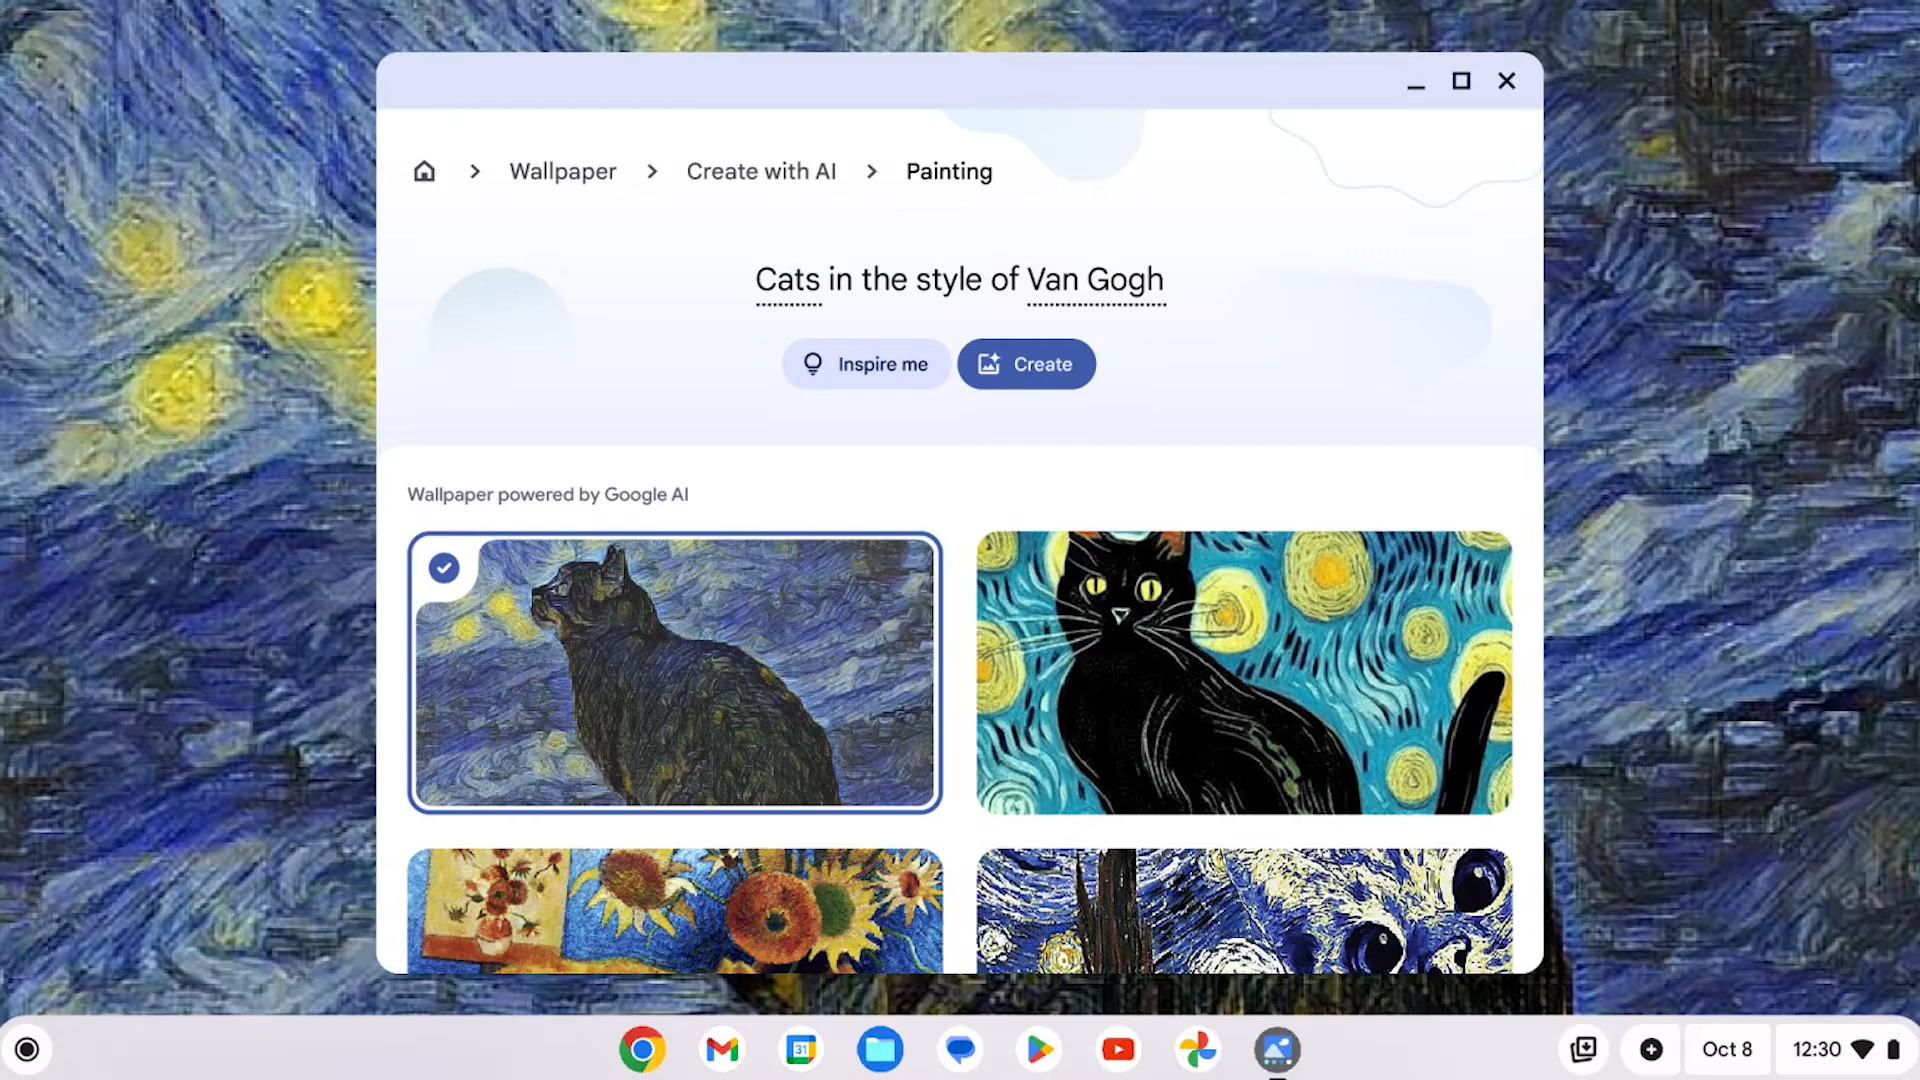 Wallpaper Create with AI Painting
Cats in the style of Van Gogh
Inspire me Create
Wallpaper powered by Google AI
31
Oct 8 12:30